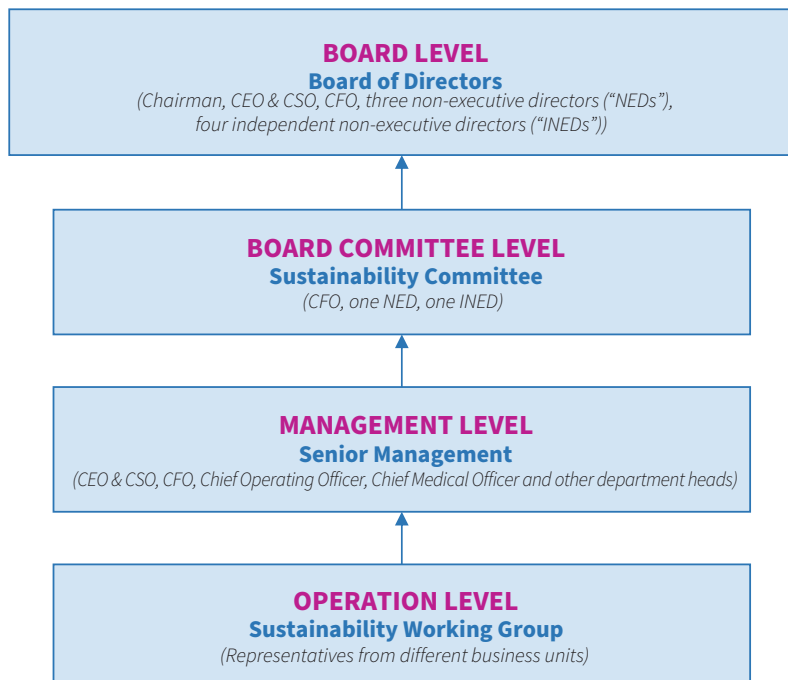 BOARD LEVEL
Board of Directors
(Chairman, CEO & CSO, CFO, three non-executive directors (“NEDs”),
four independent non-executive directors (“INEDs”))
BOARD COMMITTEE LEVEL
Sustainability Committee
(CFO, one NED, one INED)
MANAGEMENT LEVEL
Senior Management
(CEO & CSO, CFO, Chief Operating Officer, Chief Medical Officer and other department heads)
OPERATION LEVEL
Sustainability Working Group
(Representatives from different business units)